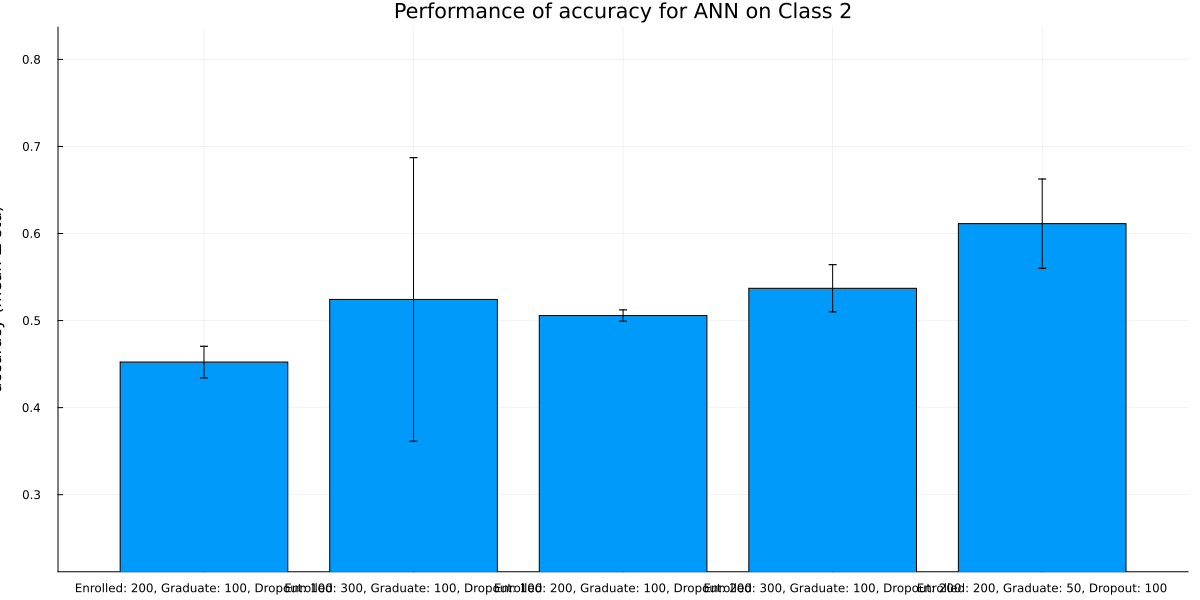 Performance of accuracy for ANN on Class 2
0.8
0.7
0.6
0.5
0.4
0.3
Enrolled: 200, Graduate: 100, Dropout: 100
Enrolled: 300, Graduate: 100, Dropout: 100
Enrolled: 200, Graduate: 100, Dropout: 200
Enrolled: 300, Graduate: 100, Dropout: 200
Enrolled: 200, Graduate: 50, Dropout: 100